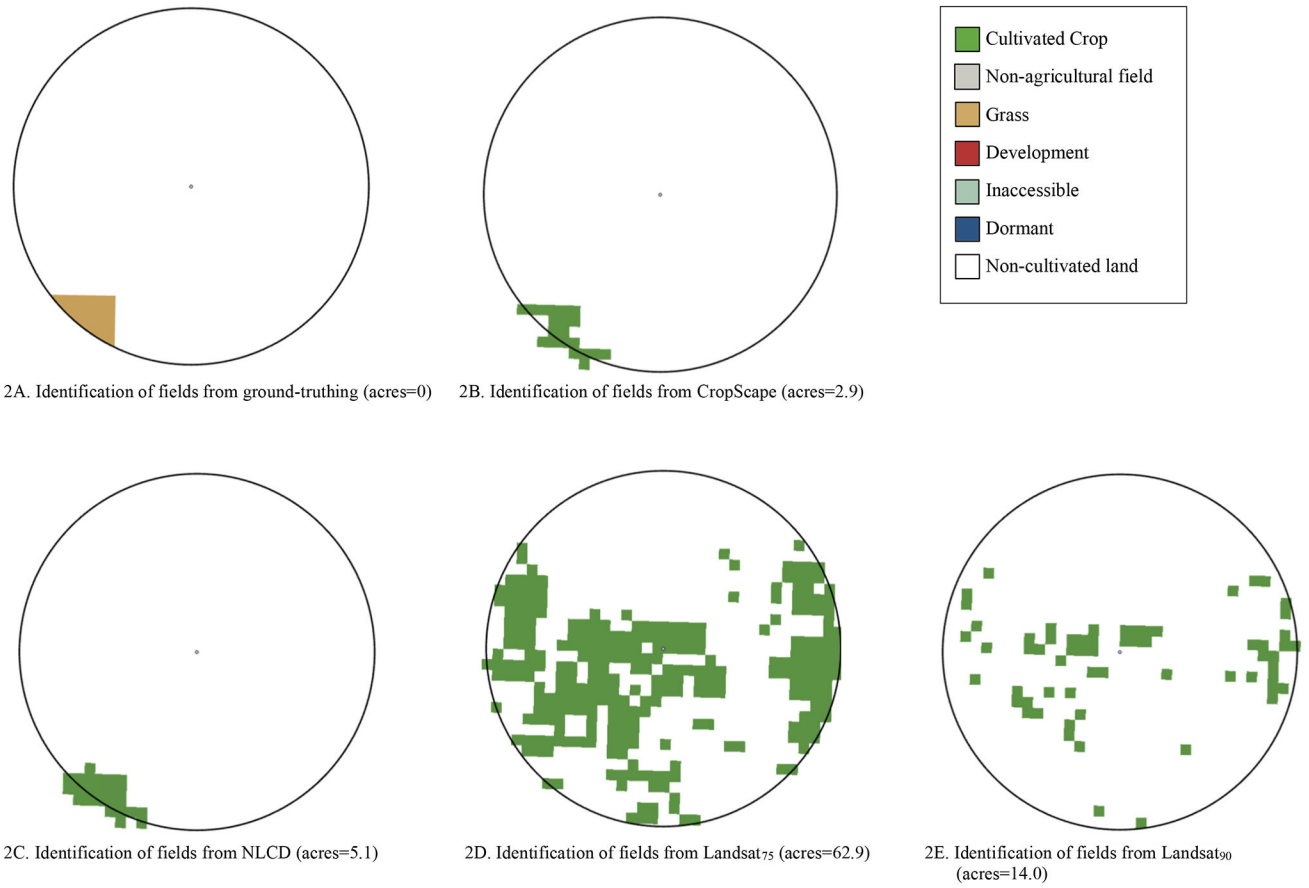 Cultivated Crop
Non-agricultural field
Grass
Development
Inaccessible
Dormant
Non-cultivated land
2A. Identification of fields from ground-truthing (acres=0)
2B. Identification of fields from CropScape (acres=2.9)
2C. Identification of fields from NLCD (acres=5.1)
2D. Identification of fields from Landsat₇₅ (acres=62.9)
2E. Identification of fields from Landsat₉₀
(acres=14.0)